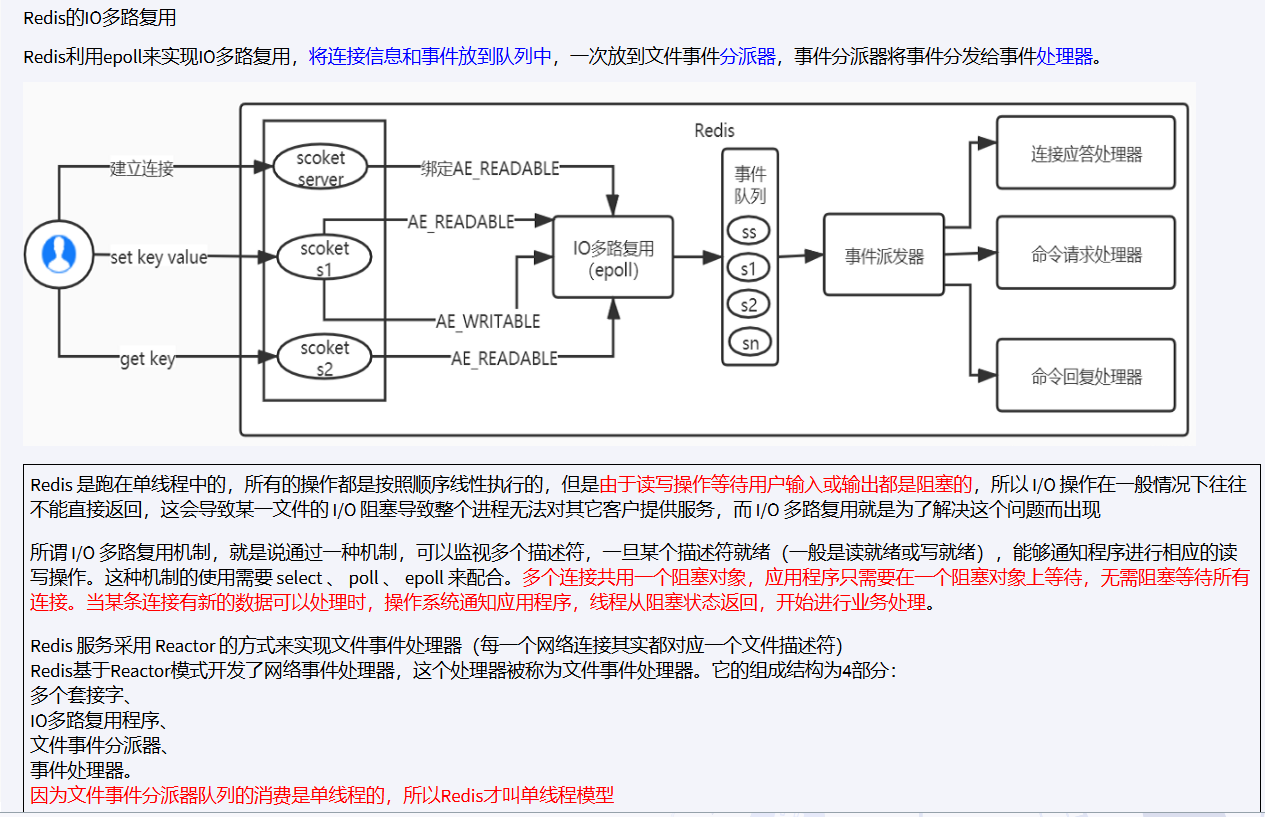 Redis的IO多路复用
Redis利用epoll来实现IO多路复用，将连接信息和事件放到队列中，一次放到文件事件分派器，事件分派器将事件分发给事件处理器。
Redis
建立连接
scoket
server
绑定AE_READABLE
事件
队列
连接应答处理器
AE_READABLE
set key value
scoket
s1
IO多路复用
（epoll）
ss
s1
s2
sn
事件派发器
命令请求处理器
AE_WRITABLE
get key
scoket
s2
AE_READABLE
命令回复处理器
Redis 是跑在单线程中的，所有的操作都是按照顺序线性执行的，但是由于读写操作等待用户输入或输出都是阻塞的，所以 I/O 操作在一般情况下往往
不能直接返回，这会导致某一文件的 I/O 阻塞导致整个进程无法对其它客户提供服务，而 I/O 多路复用就是为了解决这个问题而出现
所谓 I/O 多路复用机制，就是说通过一种机制，可以监视多个描述符，一旦某个描述符就绪（一般是读就绪或写就绪），能够通知程序进行相应的读
写操作。这种机制的使用需要 select 、 poll 、 epoll 来配合。多个连接共用一个阻塞对象，应用程序只需要在一个阻塞对象上等待，无需阻塞等待所有
连接。当某条连接有新的数据可以处理时，操作系统通知应用程序，线程从阻塞状态返回，开始进行业务处理。
Redis 服务采用 Reactor 的方式来实现文件事件处理器（每一个网络连接其实都对应一个文件描述符）
Redis基于Reactor模式开发了网络事件处理器，这个处理器被称为文件事件处理器。它的组成结构为4部分：
多个套接字、
IO多路复用程序、
文件事件分派器、
事件处理器。
因为文件事件分派器队列的消费是单线程的，所以Redis才叫单线程模型